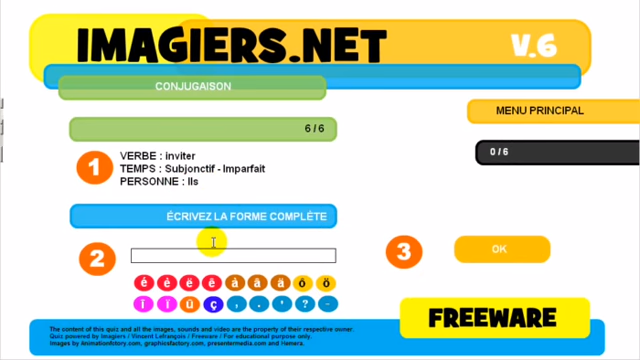 IMAGIERS.NET
V.6
CONJUGAISON
MENU PRINCIPAL
6 / 6
0 / 6
1
VERBE : inviter
TEMPS : Subjonctif - Imparfait
PERSONNE : Ils
ÉCRIVEZ LA FORME COMPLÈTE
2
3
OK
FREEWARE
The content of this quiz and all the images, sounds and video are the property of their respective owner.
Quiz powered by Imagiers / Vincent Lefrançois / Freeware / For educational purpose only.
Images by Animationfactory.com, graphicsfactory.com, presentermedia.com and Hemera.